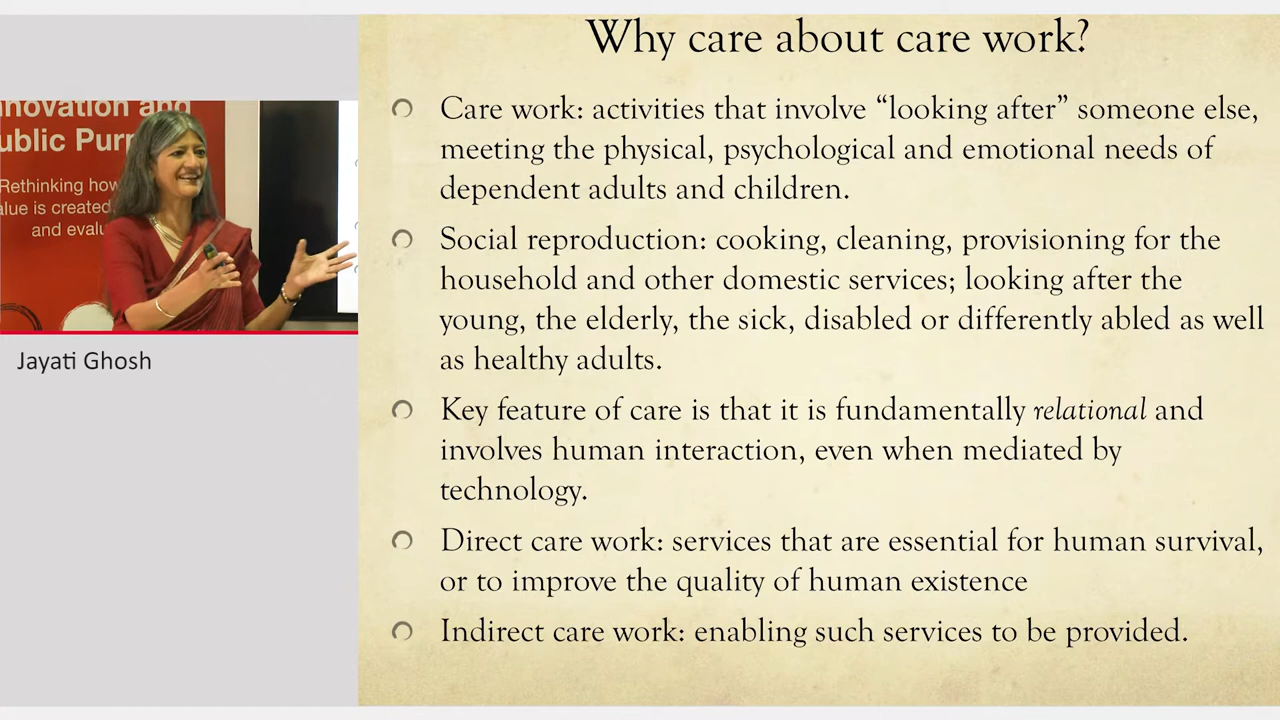 Why care about care work?
Care work: activities that involve “looking after” someone else,
meeting the physical, psychological and emotional needs of
dependent adults and children.
Social reproduction: cooking, cleaning, provisioning for the
household and other domestic services; looking after the
young, the elderly, the sick, disabled or differently abled as well
as healthy adults.
Key feature of care is that it is fundamentally relational and
involves human interaction, even when mediated by
technology.
Direct care work: services that are essential for human survival,
or to improve the quality of human existence
Indirect care work: enabling such services to be provided.
nnovation and
ublic Purp
Rethinking how
alue is created
and evalu
Jayati Ghosh